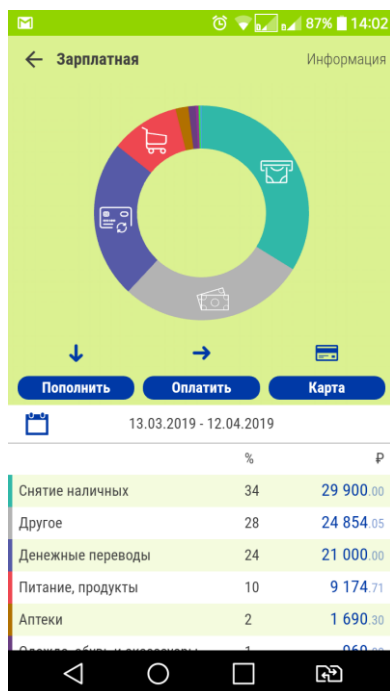 87% 14:02
Зарплатная Информация
Пополнить Оплатить Карта
13.03.2019 - 12.04.2019
% ₽
Снятие наличных 34 29 900.00
Другое 28 24 854.05
Денежные переводы 24 21 000.00
Питание, продукты 10 9 174.71
Аптеки 2 1 690.30